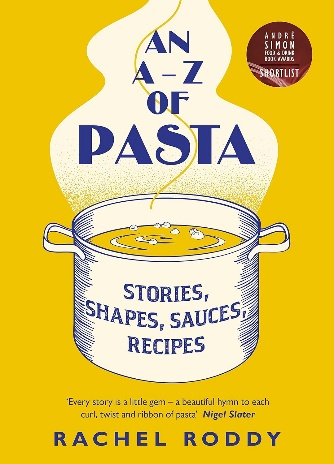 AN
A – Z
OF
PASTA
ANDRÉ
SIMON
FOOD & DRINK
BOOK AWARDS
SHORTLIST
STORIES,
SHAPES, SAUCES,
RECIPES
‘Every story is a little gem – a beautiful hymn to each
curl, twist and ribbon of pasta’ Nigel Slater
RACHEL RODDY